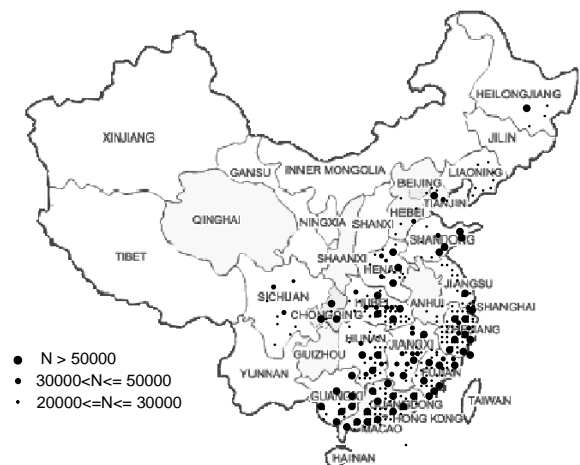 HEILONGJIANG
JILIN
XINJIANG
LIAONING
INNER MONGOLIA
GANSU
BEIJING
TIANJIN
HEBEI
QINGHAI
NINGXIA
SHANXI
SHANDONG
TIBET
SHAANXI
HENAN
JIANGSU
SICHUAN
HUBEI
ANHUI
SHANGHAI
CHONGQING
ZHEJIANG
HUNAN
JIANGXI
GUIZHOU
FUJIAN
YUNNAN
GUANGXI
GUANGDONG
TAIWAN
HONG KONG
MACAO
HAINAN
N > 50000
30000<N<= 50000
20000<=N<= 30000